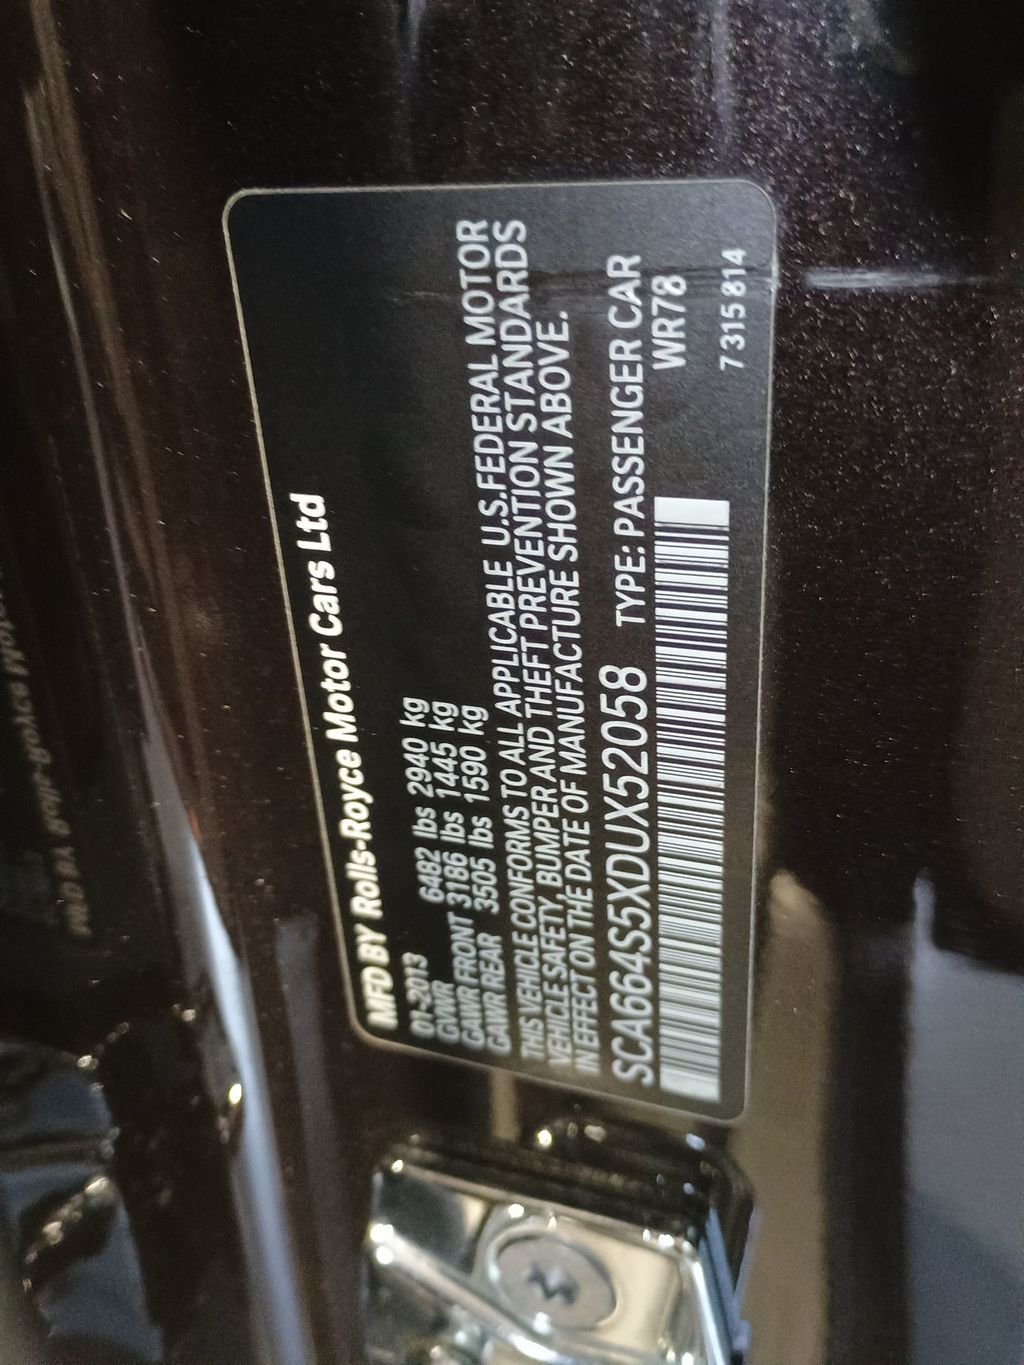 MFD BY Rolls-Royce Motor Cars Ltd
01-2013
GVWR 6482 lbs 2940 kg
GAWR FRONT 3186 lbs 1445 kg
GAWR REAR 3505 lbs 1590 kg
THIS VEHICLE CONFORMS TO ALL APPLICABLE U.S.FEDERAL MOTOR
VEHICLE SAFETY, BUMPER AND THEFT PREVENTION STANDARDS
IN EFFECT ON THE DATE OF MANUFACTURE SHOWN ABOVE.
SCA664S5XDUX52058 TYPE: PASSENGER CAR
WR78
7 315 814